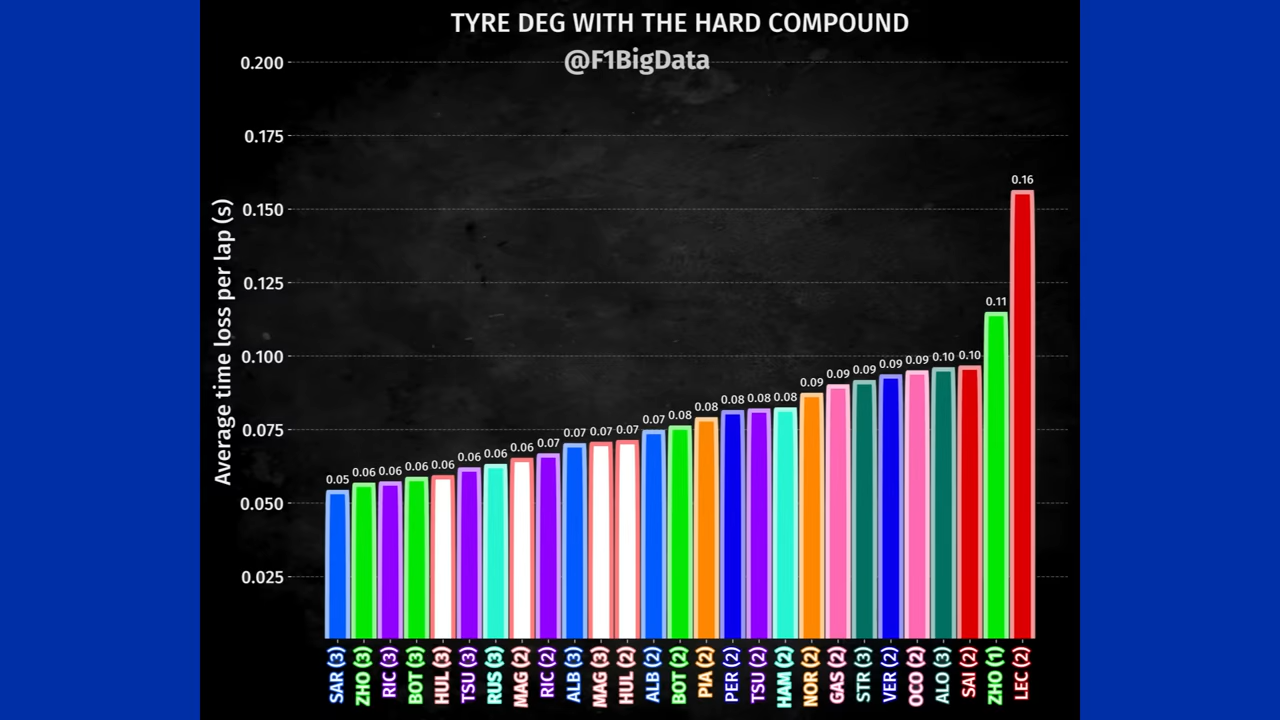 TYRE DEG WITH THE HARD COMPOUND
@F1BigData
Average time loss per lap (s)
0.200
0.175
0.150
0.125
0.100
0.075
0.050
0.025
0.05 0.06 0.06 0.06 0.06 0.06 0.06 0.06 0.07 0.07 0.07 0.07 0.07 0.08 0.08 0.08 0.08 0.08 0.09 0.09 0.09 0.09 0.09 0.10 0.10 0.11 0.16
SAR (3) ZHO (3) RIC (3) BOT (3) HUL (3) TSU (3) RUS (3) MAG (2) RIC (2) ALB (3) MAG (3) HUL (2) ALB (2) BOT (2) PIA (2) PER (2) TSU (2) HAM (2) NOR (2) GAS (2) STR (3) VER (2) OCO (2) ALO (3) SAI (2) ZHO (1) LEC (2)